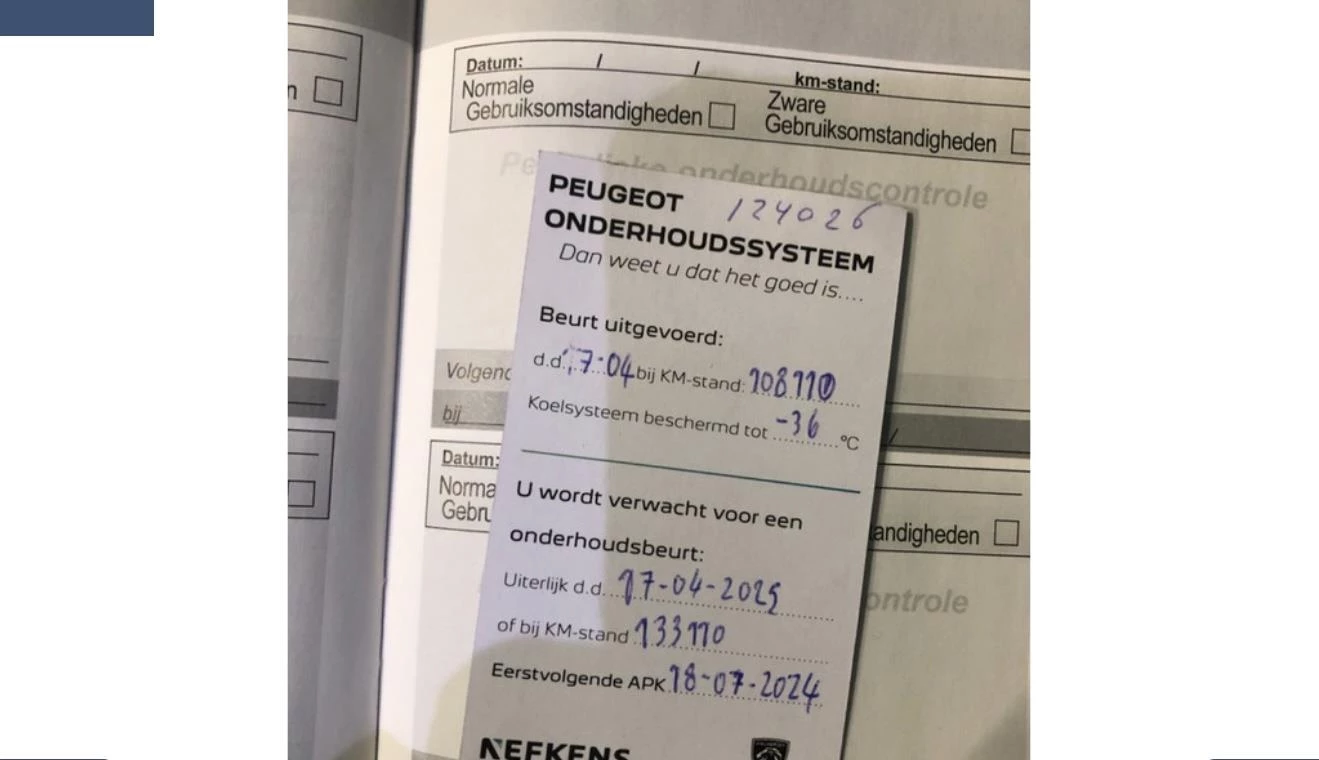 Datum: / / km-stand:
Normale Zware
Gebruiksomstandigheden Gebruiksomstandigheden
n
onderhoudscontrole
PEUGEOT 124026
ONDERHOUDSSYSTEEM
Dan weet u dat het goed is....
Beurt uitgevoerd:
d.d. 17-04 bij KM-stand: 108110
Koelsysteem beschermd tot -36 °C
Volgend
bij /
U wordt verwacht voor een
onderhoudsbeurt:
Uiterlijk d.d. 17-04-2025
of bij KM-stand 133110
Eerstvolgende APK 18-07-2024
NEFKENS
Datum:
Norma
Gebru andigheden
ontrole